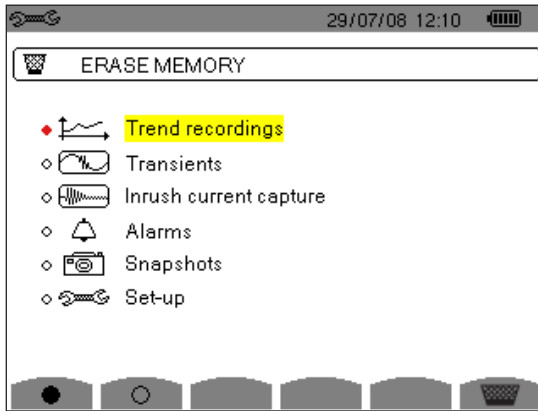 29/07/08 12:10
ERASE MEMORY
Trend recordings
Transients
Inrush current capture
Alarms
Snapshots
Set-up